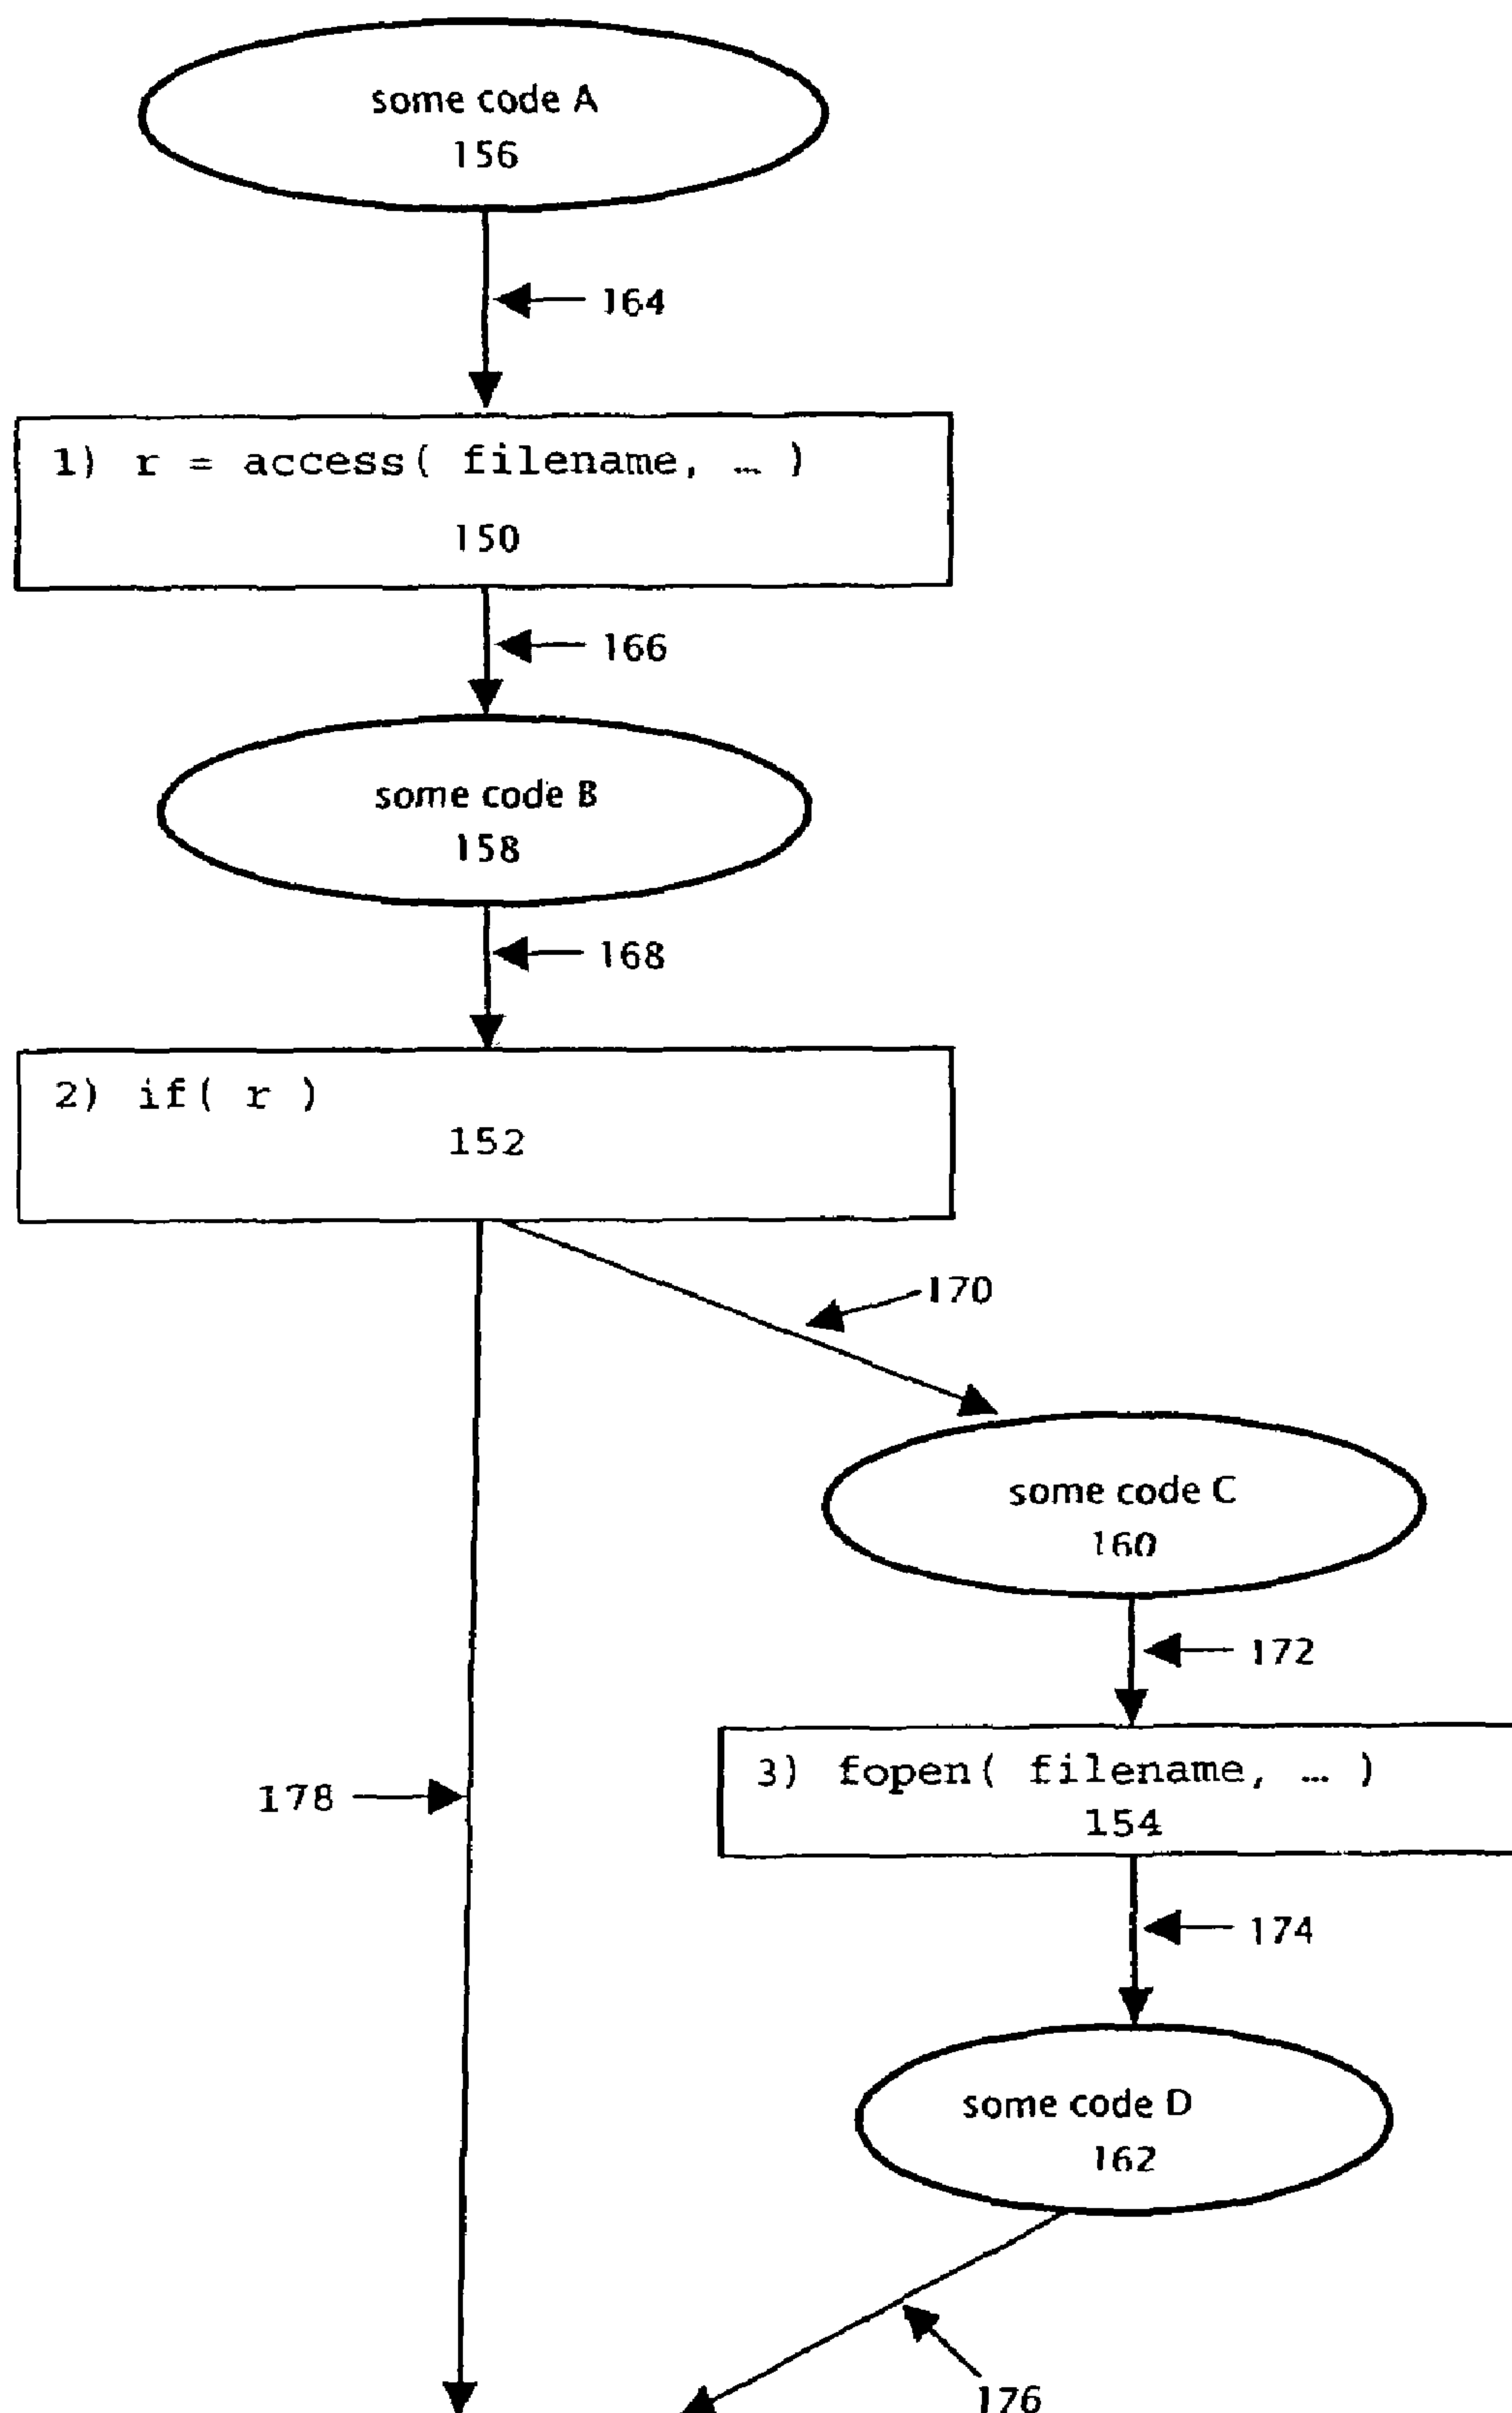 some code A
156
164
1) r = access( filename, … )
150
166
some code B
158
168
2) if( r )
152
170
some code C
160
172
3) fopen( filename, … )
154
178
174
some code D
162
176